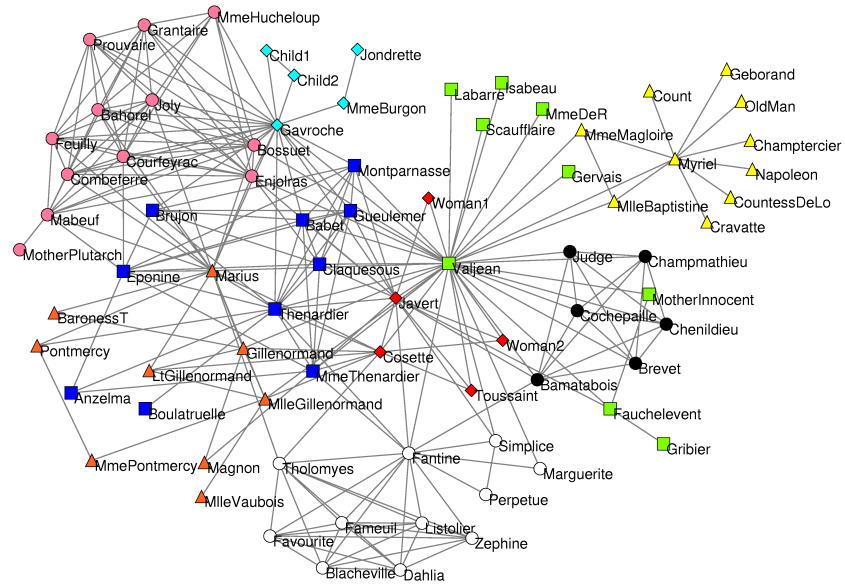 MmeHucheloup
Grantaire
Prouvaire
Child1
Jondrette
Child2
Geborand
Isabeau
Labarre
Count
OldMan
Joly
MmeBurgon
Bahorel
MmeDeR
Gavroche
Scaufflaire
MmeMagloire
Champtercier
Feuilly
Bossuet
Courfeyrac
Myriel
Montparnasse
Napoleon
Gervais
Combeferre
Enjolras
Woman1
CountessDeLo
MlleBaptistine
Mabeuf
Brujon
Gueulemer
Babet
Cravatte
MotherPlutarch
Judge
Champmathieu
Eponine
Marius
Claquesous
Valjean
MotherInnocent
Javert
BaronessT
Thenardier
Cochepaille
Chenildieu
Woman2
Pontmercy
Gillenormand
Cosette
Brevet
LtGillenormand
MmeThenardier
Bamatabois
Anzelma
Toussaint
MlleGillenormand
Boulatruelle
Fauchelevent
Simplice
Gribier
Fantine
MmePontmercy
Magnon
Tholomyes
Marguerite
MlleVaubois
Perpetue
Fameuil
Listolier
Favourite
Zephine
Blacheville
Dahlia